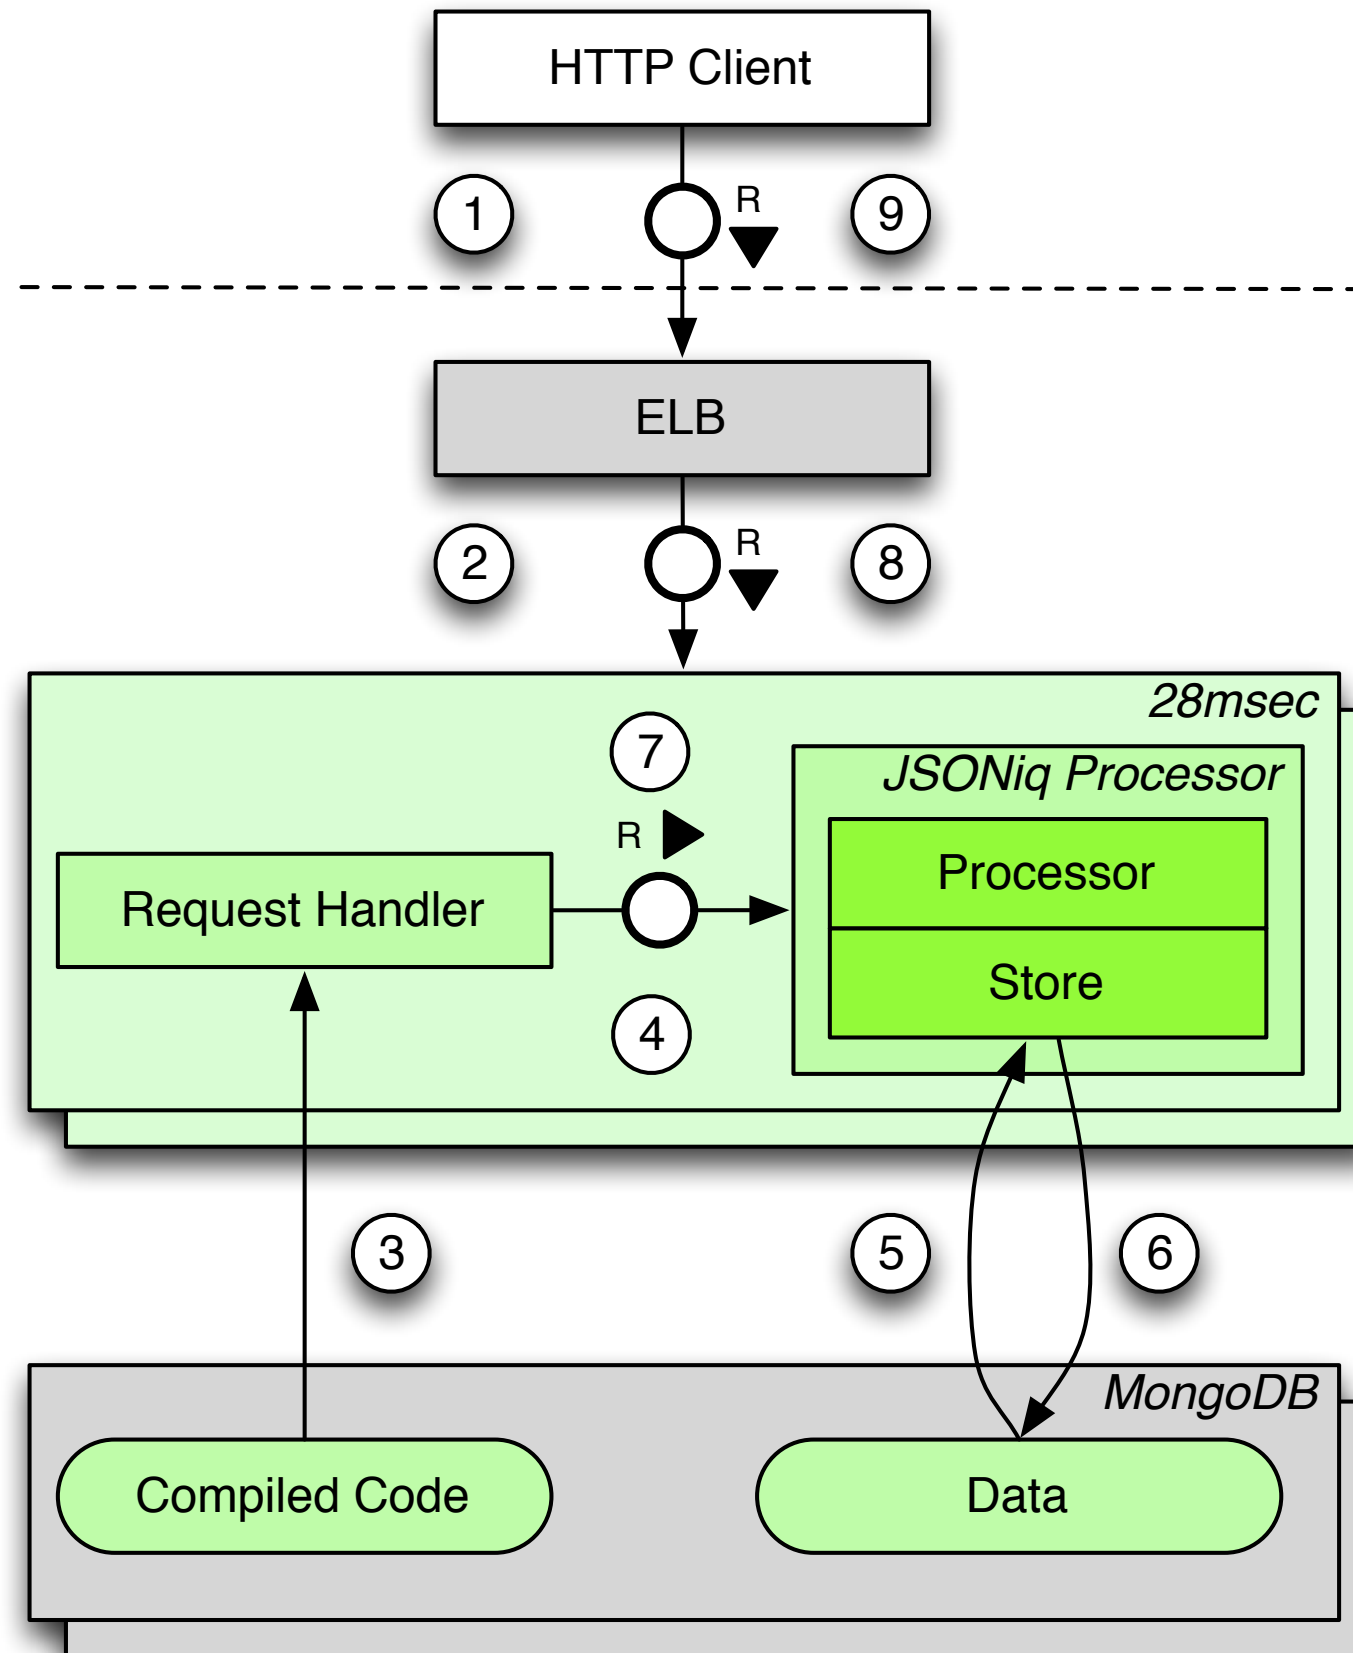 HTTP Client
1
R
9
ELB
2
R
8
28msec
7
JSONiq Processor
R
Processor
Request Handler
Store
4
3
5
6
MongoDB
Compiled Code
Data